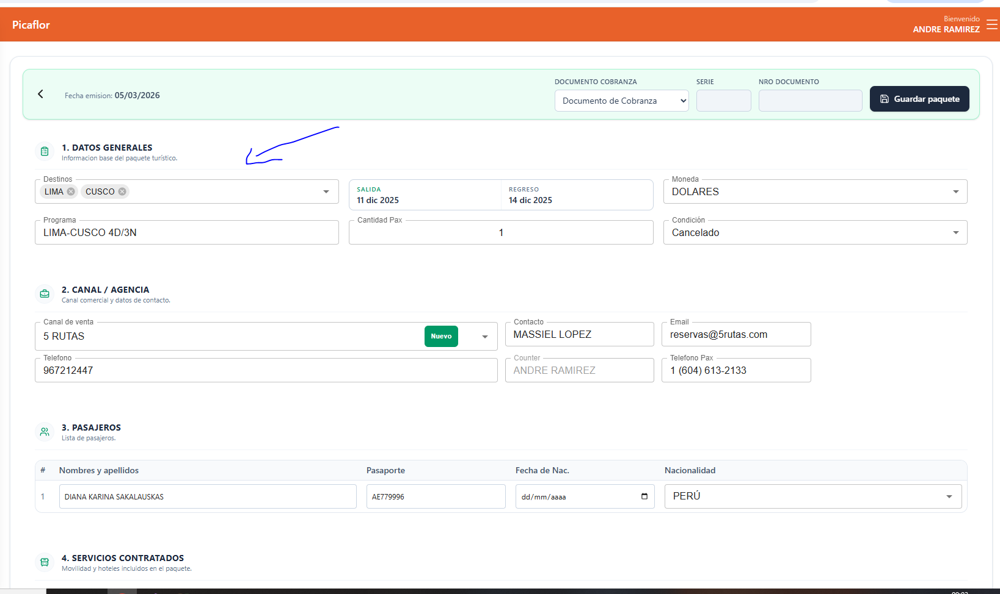 Picaflor
Bienvenido
ANDRE RAMIREZ
Fecha emision: 05/03/2026
DOCUMENTO COBRANZA
Documento de Cobranza
SERIE
NRO DOCUMENTO
Guardar paquete
1. DATOS GENERALES
Informacion base del paquete turístico.
Destinos
LIMA
CUSCO
SALIDA
11 dic 2025
REGRESO
14 dic 2025
Moneda
DOLARES
Programa
LIMA-CUSCO 4D/3N
Cantidad Pax
1
Condición
Cancelado
2. CANAL / AGENCIA
Canal comercial y datos de contacto.
Canal de venta
5 RUTAS
Nuevo
Contacto
MASSIEL LOPEZ
Email
reservas@5rutas.com
Telefono
967212447
Counter
ANDRE RAMIREZ
Telefono Pax
1 (604) 613-2133
3. PASAJEROS
Lista de pasajeros.
# Nombres y apellidos Pasaporte Fecha de Nac. Nacionalidad
1 DIANA KARINA SAKALAUSKAS AE779996 dd/mm/aaaa PERÚ
4. SERVICIOS CONTRATADOS
Movilidad y hoteles incluidos en el paquete.